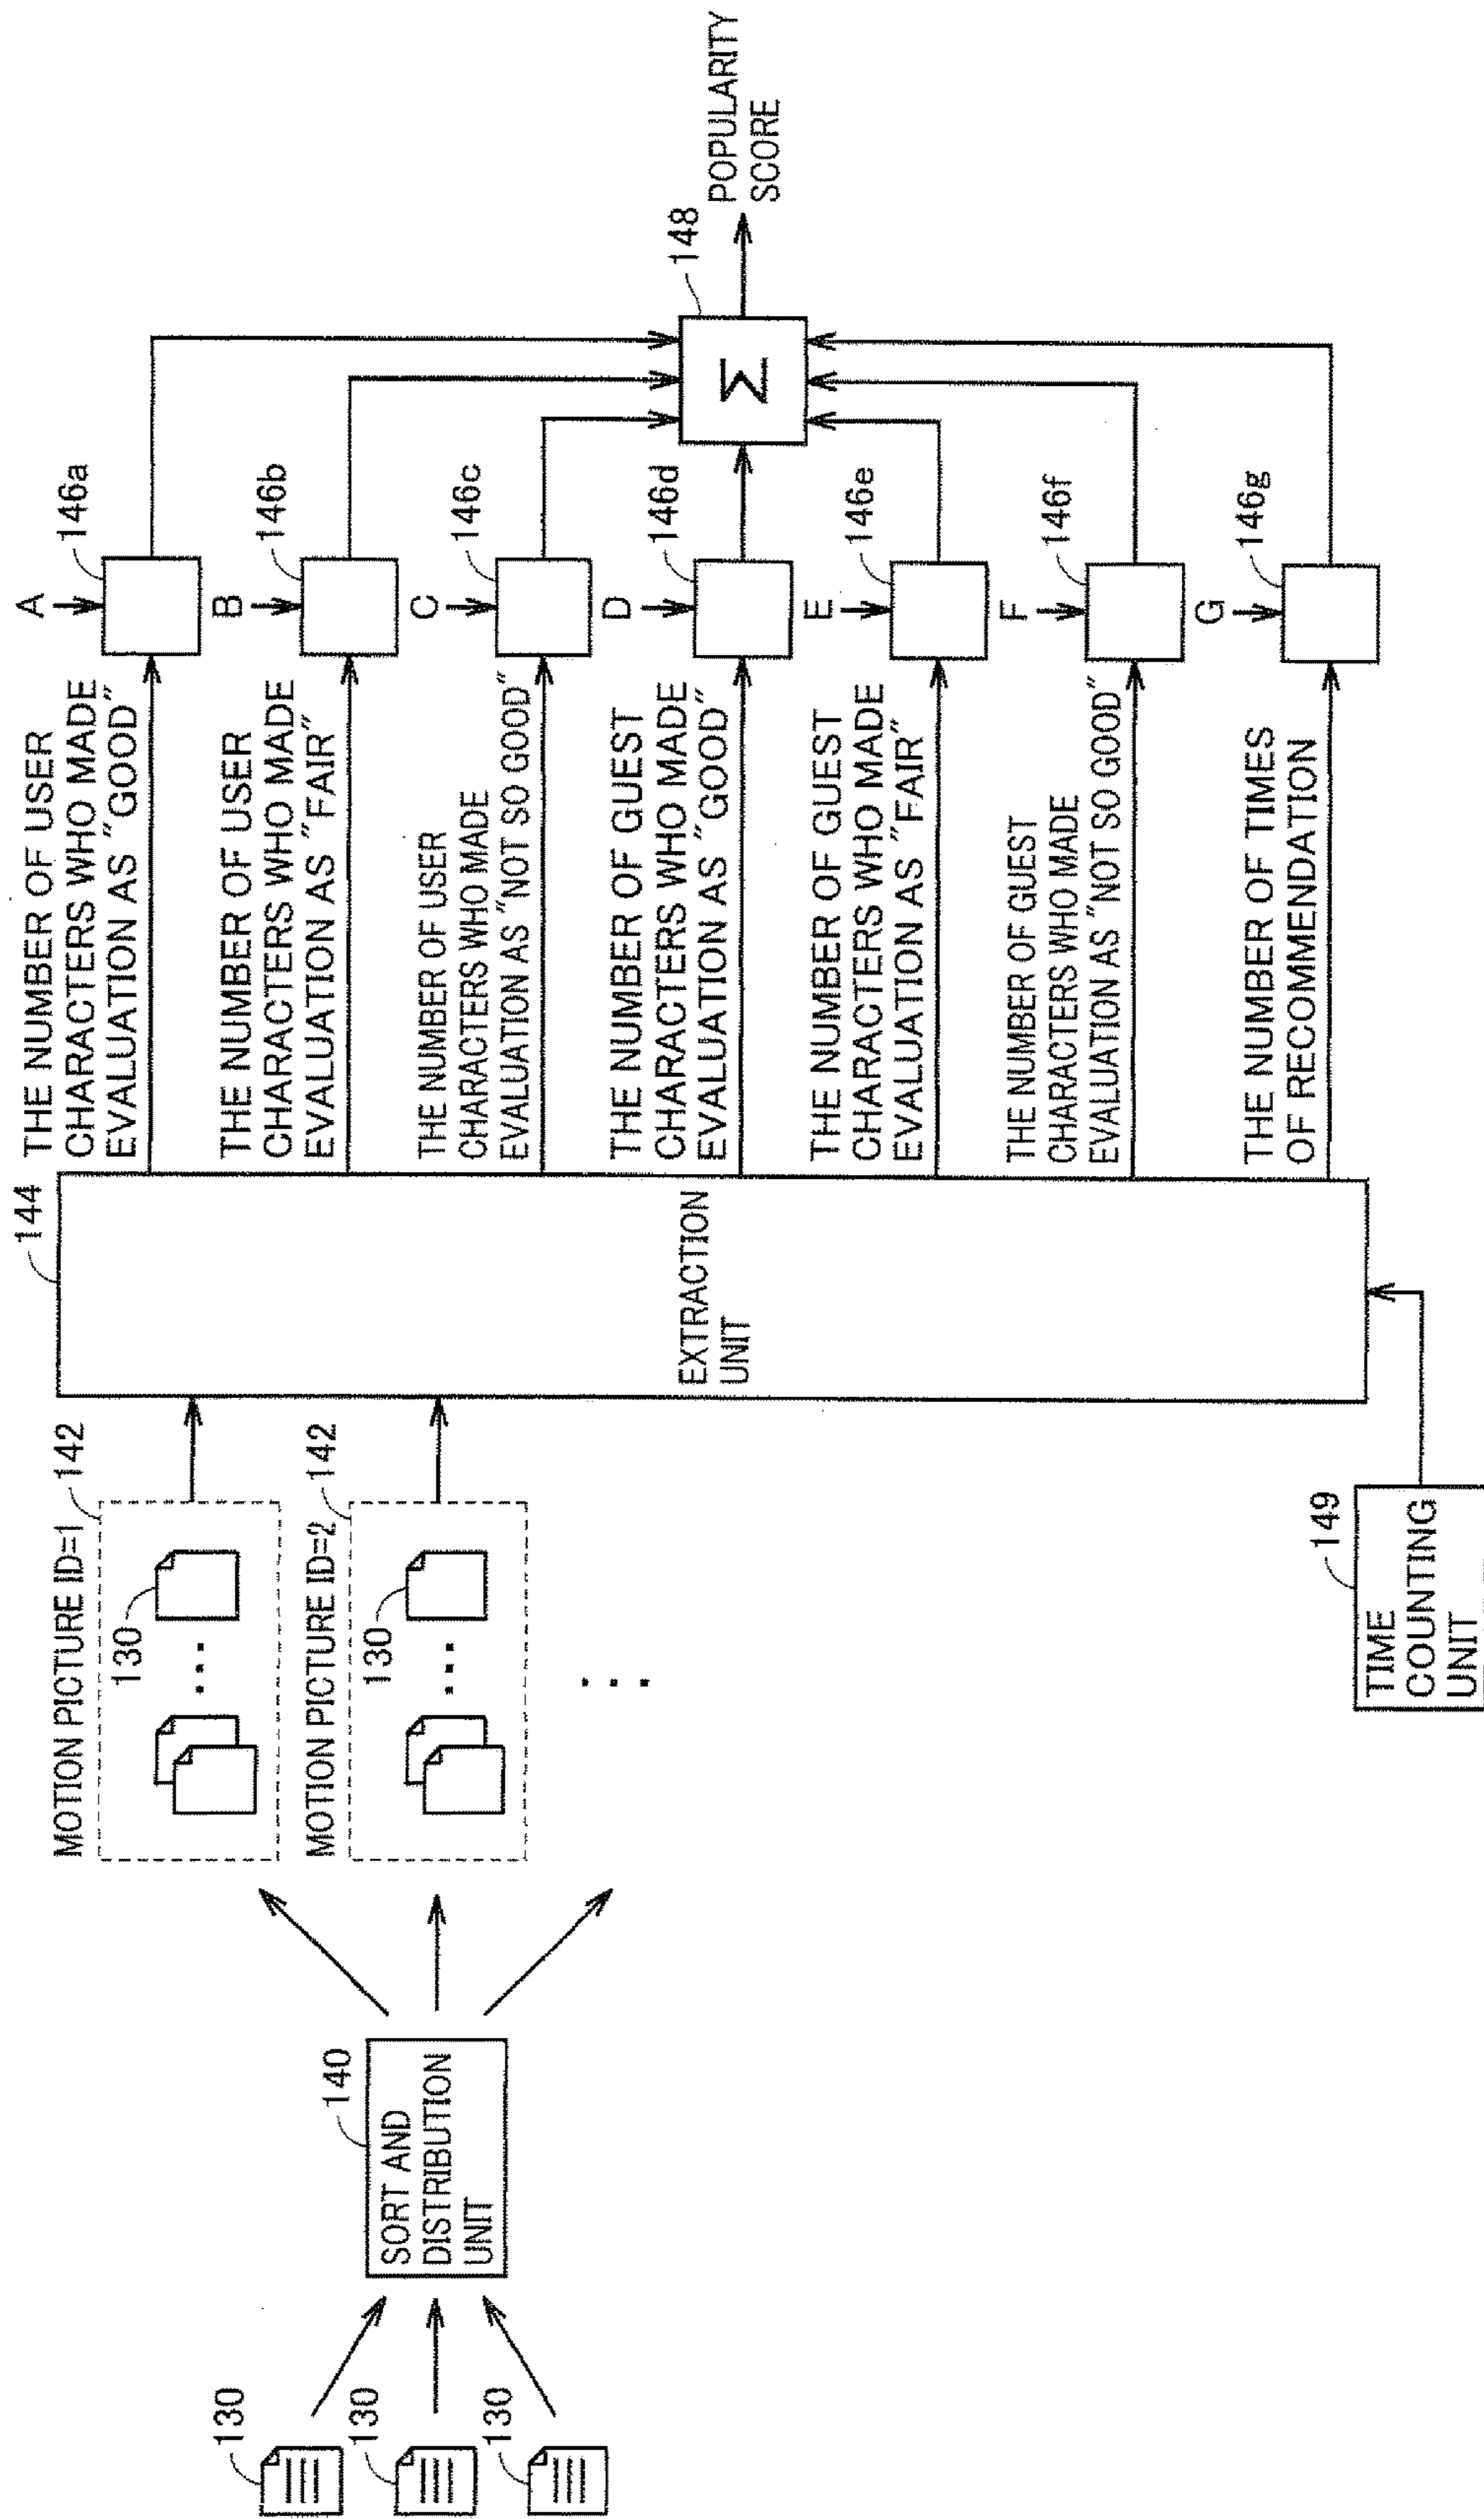 130
130
130
140
SORT AND
DISTRIBUTION
UNIT
MOTION PICTURE ID=1
142
130
MOTION PICTURE ID=2
142
130
144
EXTRACTION
UNIT
149
TIME
COUNTING
UNIT
THE NUMBER OF USER
CHARACTERS WHO MADE
EVALUATION AS "GOOD"
THE NUMBER OF USER
CHARACTERS WHO MADE
EVALUATION AS "FAIR"
THE NUMBER OF USER
CHARACTERS WHO MADE
EVALUATION AS "NOT SO GOOD"
THE NUMBER OF GUEST
CHARACTERS WHO MADE
EVALUATION AS "GOOD"
THE NUMBER OF GUEST
CHARACTERS WHO MADE
EVALUATION AS "FAIR"
THE NUMBER OF GUEST
CHARACTERS WHO MADE
EVALUATION AS "NOT SO GOOD"
THE NUMBER OF TIMES
OF RECOMMENDATION
A
146a
B
146b
C
146c
D
146d
E
146e
F
146f
G
146g
148
Σ
POPULARITY
SCORE